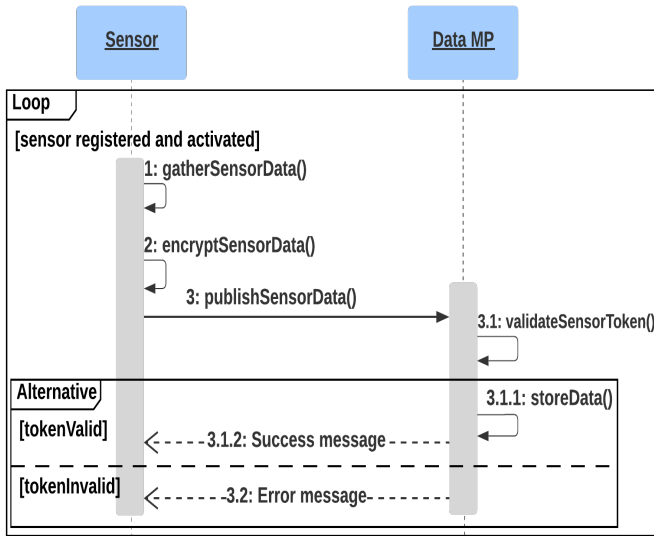 Sensor
Data MP
Loop
[sensor registered and activated]
1: gatherSensorData()
2: encryptSensorData()
3: publishSensorData()
3.1: validateSensorToken()
Alternative
3.1.1: storeData()
[tokenValid]
3.1.2: Success message
[tokenInvalid]
3.2: Error message